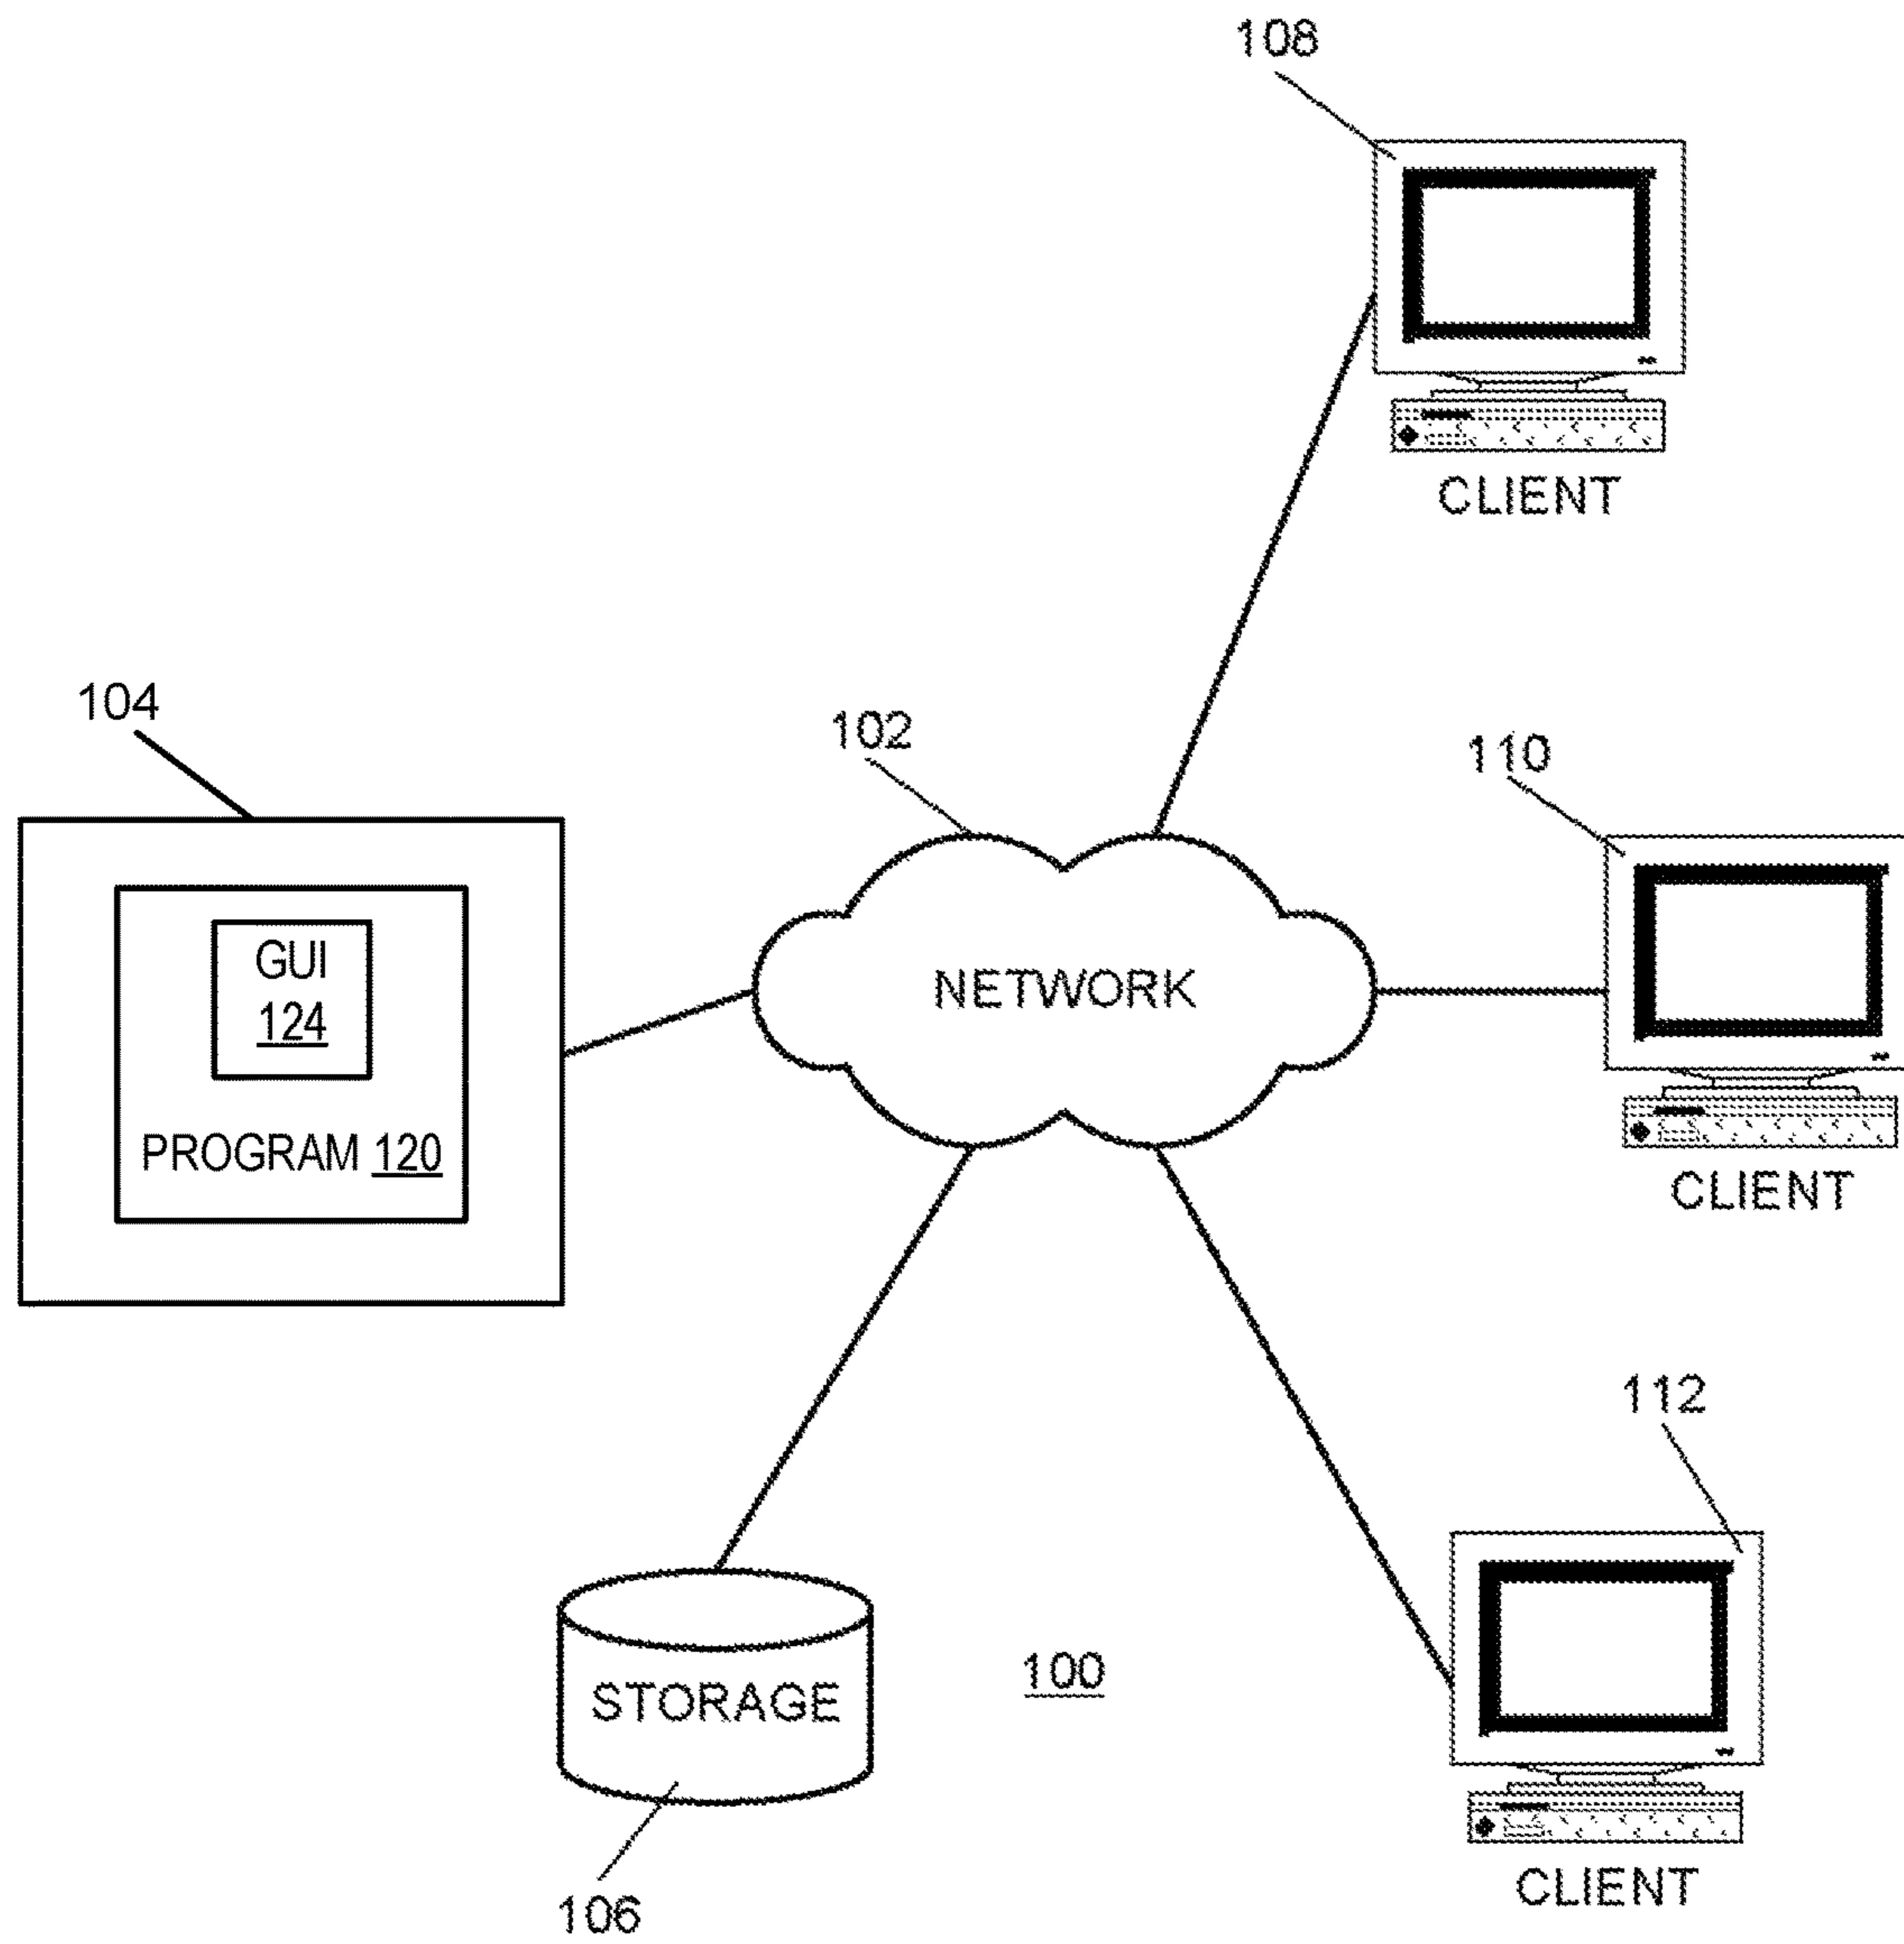 108
CLIENT
104
102
110
GUI
124
NETWORK
PROGRAM 120
CLIENT
112
100
STORAGE
CLIENT
106